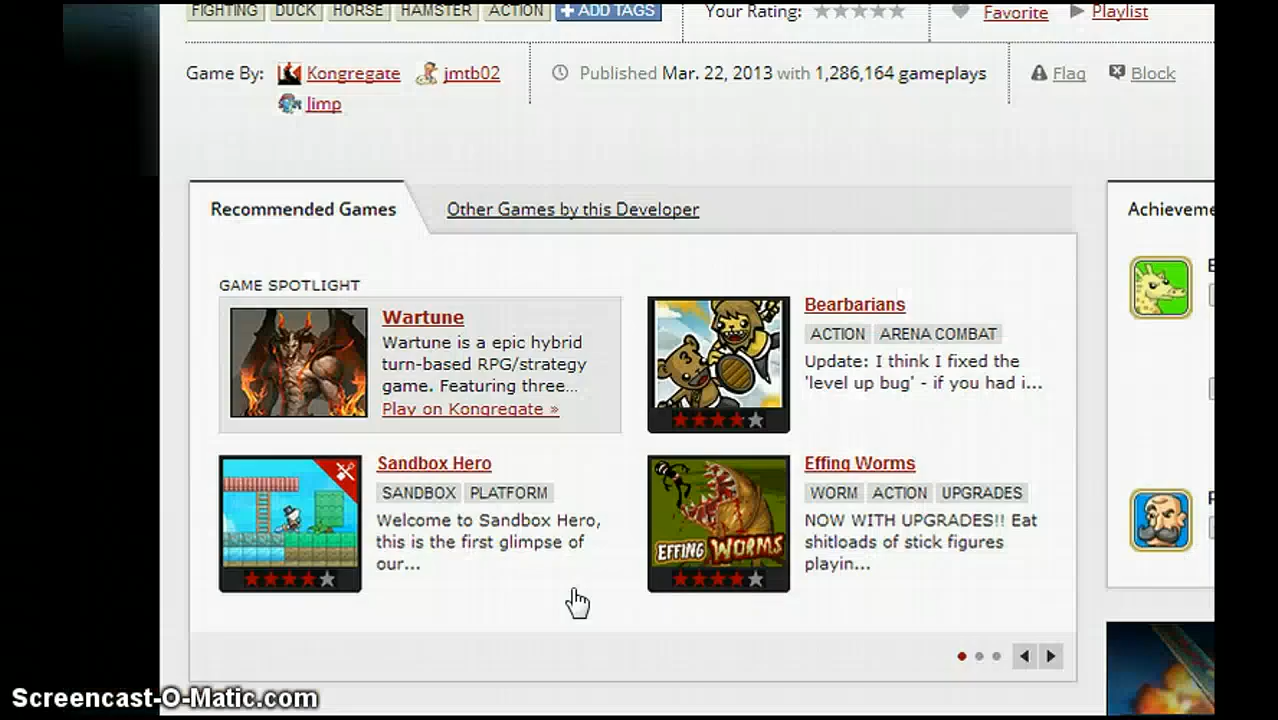 FIGHTING DUCK HORSE HAMSTER ACTION +ADD TAGS Your Rating: Favorite Playlist
Game By: Kongregate jmtb02 Published Mar. 22, 2013 with 1,286,164 gameplays Flag Block
Jimp
Recommended Games Other Games by this Developer
Achieveme
GAME SPOTLIGHT
Wartune
Wartune is a epic hybrid
turn-based RPG/strategy
game. Featuring three...
Play on Kongregate »
Bearbarians
ACTION ARENA COMBAT
Update: I think I fixed the
'level up bug' - if you had i...
Sandbox Hero
SANDBOX PLATFORM
Welcome to Sandbox Hero,
this is the first glimpse of
our...
EFFING WORMS
Effing Worms
WORM ACTION UPGRADES
NOW WITH UPGRADES!! Eat
shitloads of stick figures
playin...
Screencast-O-Matic.com